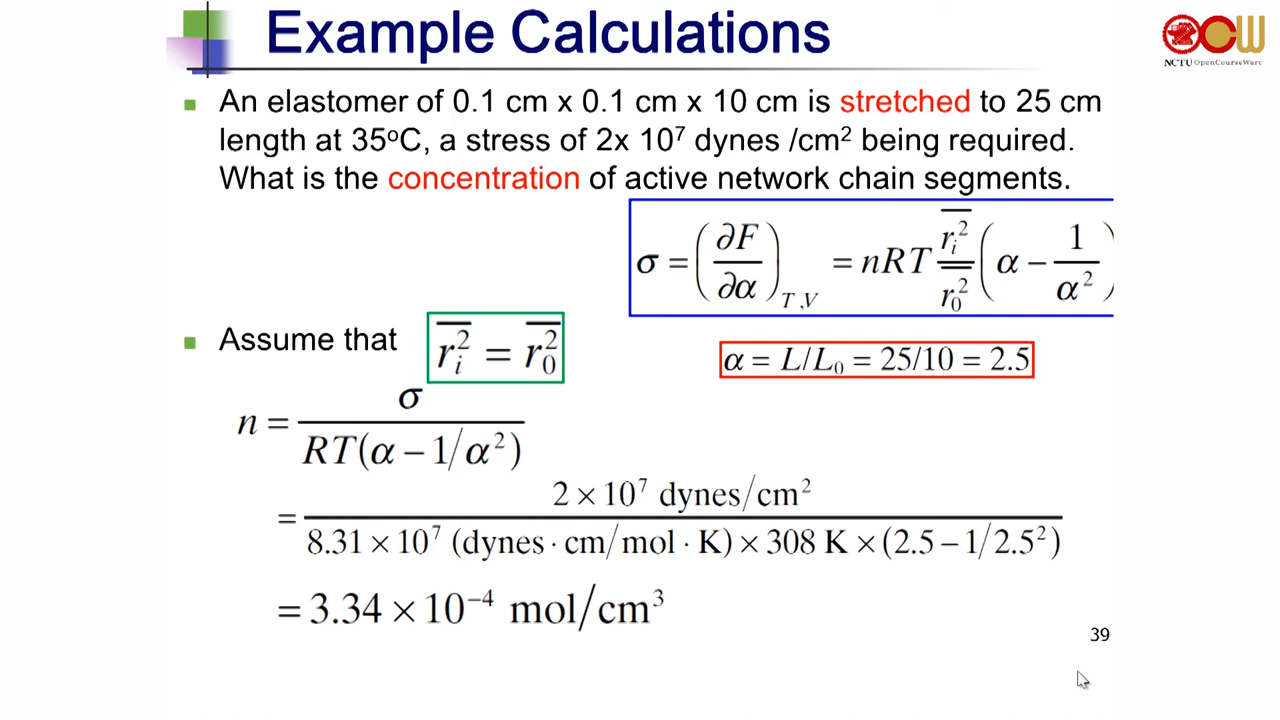 Example Calculations
OCW
NCTU OpenCourseWare
An elastomer of 0.1 cm x 0.1 cm x 10 cm is stretched to 25 cm
length at 35°C, a stress of 2x 10⁷ dynes /cm² being required.
What is the concentration of active network chain segments.
σ = (∂F/∂α)_T,V = nRT r̅ᵢ²/r̅₀² (α − 1/α²)
Assume that r̅ᵢ² = r̅₀²
α = L/L₀ = 25/10 = 2.5
n = σ / RT(α − 1/α²)
= 2 × 10⁷ dynes/cm² / 8.31 × 10⁷ (dynes · cm/mol · K) × 308 K × (2.5 − 1/2.5²)
= 3.34 × 10⁻⁴ mol/cm³
39